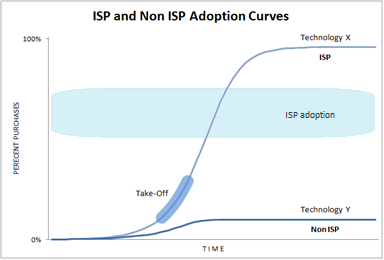 ISP and Non ISP Adoption Curves
100%
Technology X
ISP
ISP adoption
Take-Off
Technology Y
Non ISP
0%
PERCENT PURCHASES
TIME